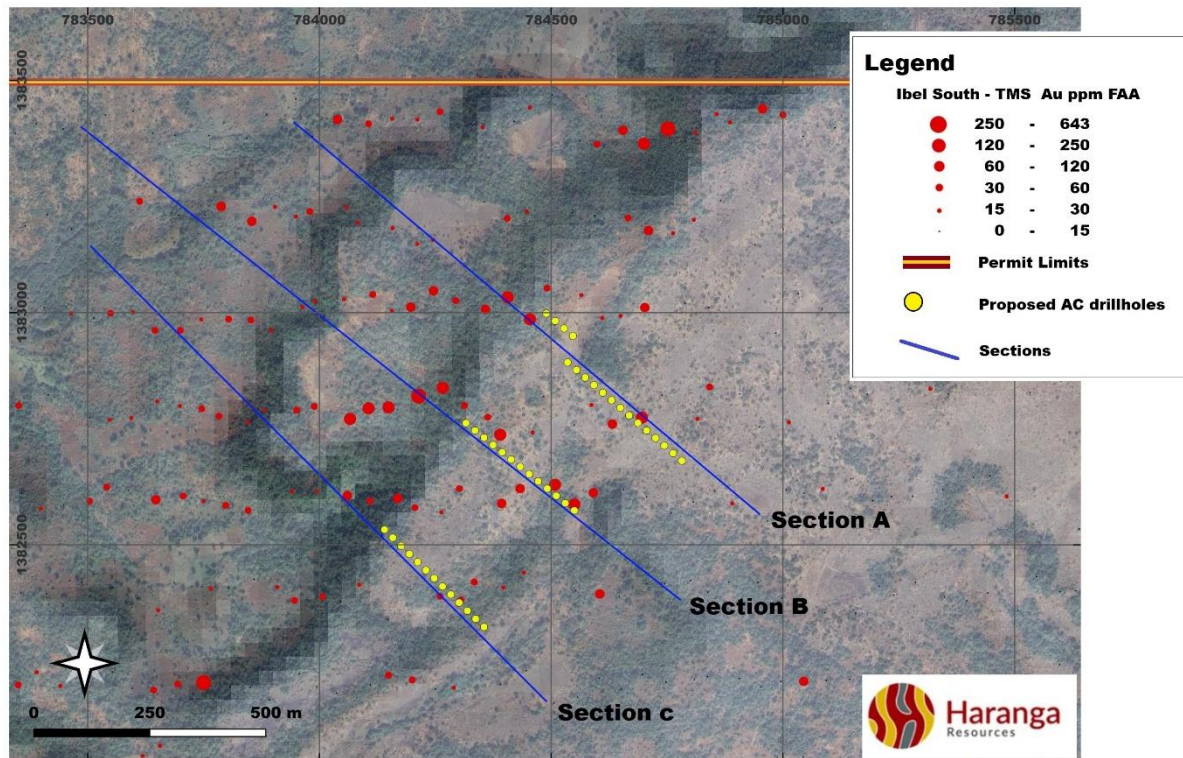 783500 784000 784500 785000 785500
1383500
1383000
1382500
Legend
Ibel South - TMS Au ppm FAA
250 - 643
120 - 250
60 - 120
30 - 60
15 - 30
0 - 15
Permit Limits
Proposed AC drillholes
Sections
Section A
Section B
Section c
0 250 500 m
Haranga
Resources